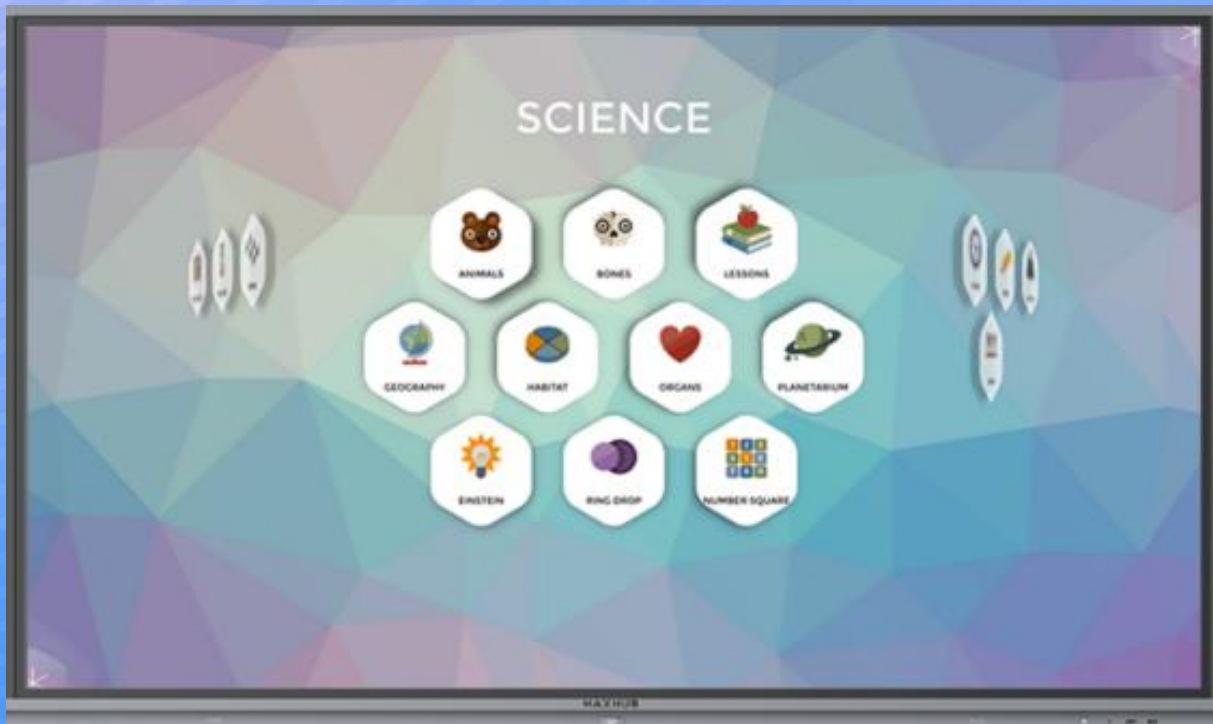 SCIENCE
ANIMALS
BONES
LESSONS
GEOGRAPHY
HABITAT
ORGANS
PLANETARIUM
EINSTEIN
RING DROP
NUMBER SQUARE
MAXHUB